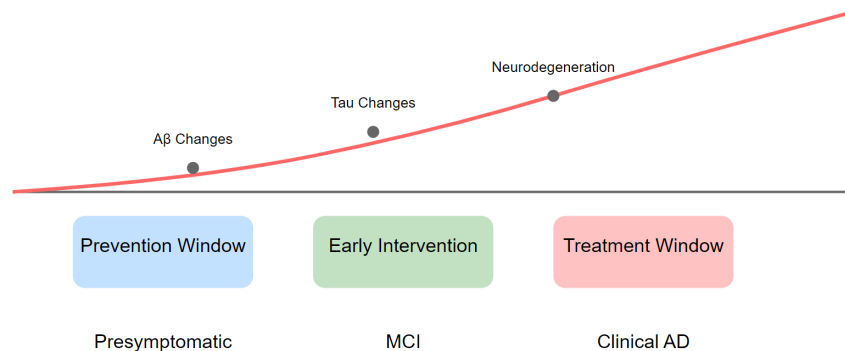 Neurodegeneration
Tau Changes
Aβ Changes
Prevention Window
Early Intervention
Treatment Window
Presymptomatic
MCI
Clinical AD